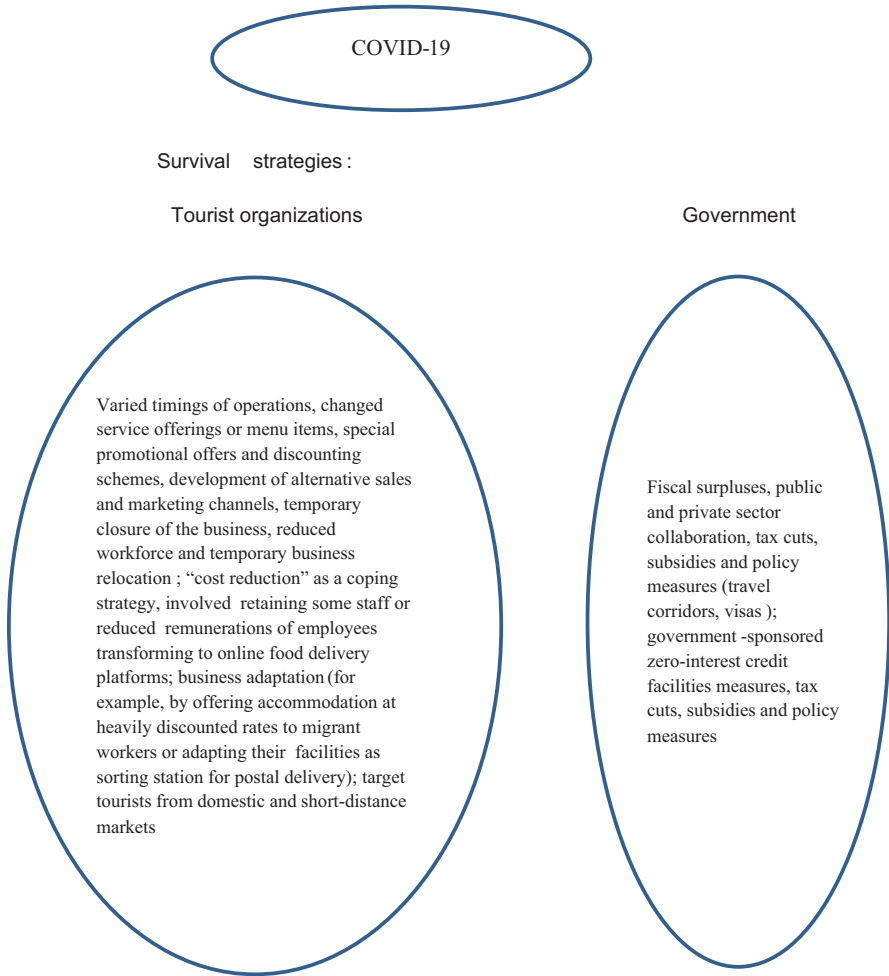 COVID-19
Survival strategies :
Tourist organizations
Government
Varied timings of operations, changed
service offerings or menu items, special
promotional offers and discounting
schemes, development of alternative sales
and marketing channels, temporary
closure of the business, reduced
workforce and temporary business
relocation ; “cost reduction” as a coping
strategy, involved retaining some staff or
reduced remunerations of employees
transforming to online food delivery
platforms; business adaptation (for
example, by offering accommodation at
heavily discounted rates to migrant
workers or adapting their facilities as
sorting station for postal delivery); target
tourists from domestic and short-distance
markets
Fiscal surpluses, public
and private sector
collaboration, tax cuts,
subsidies and policy
measures (travel
corridors, visas );
government -sponsored
zero-interest credit
facilities measures, tax
cuts, subsidies and policy
measures